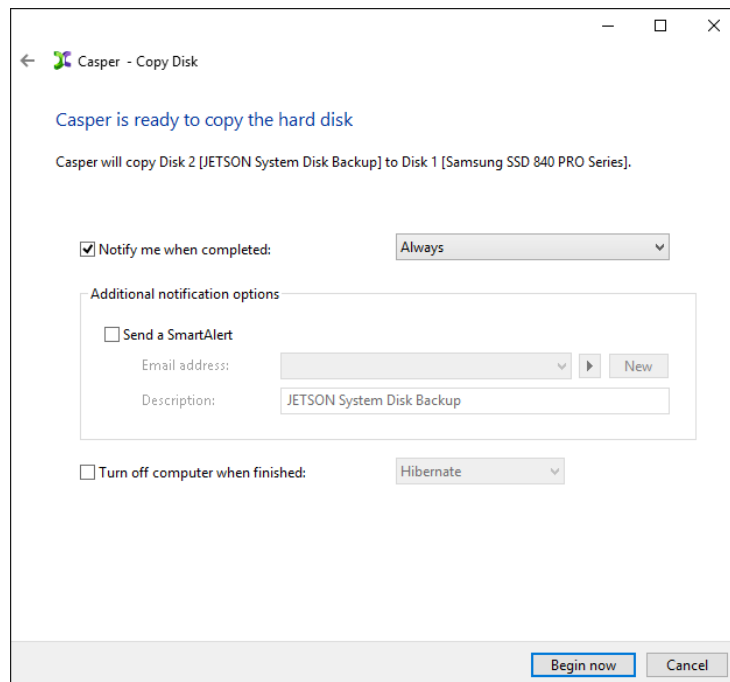 Casper - Copy Disk
Casper is ready to copy the hard disk
Casper will copy Disk 2 [JETSON System Disk Backup] to Disk 1 [Samsung SSD 840 PRO Series].
Notify me when completed: Always
Additional notification options
Send a SmartAlert
Email address: New
Description: JETSON System Disk Backup
Turn off computer when finished: Hibernate
Begin now Cancel